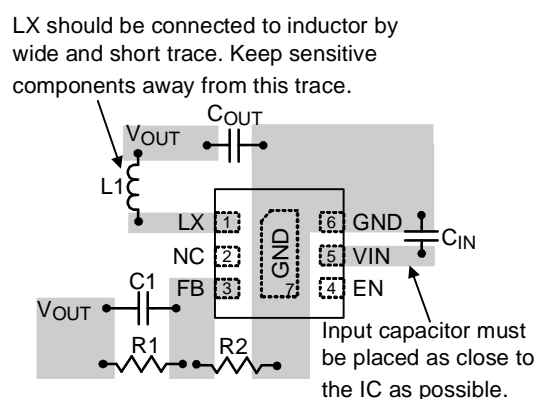 LX should be connected to inductor by
wide and short trace. Keep sensitive
components away from this trace.
COUT
VOUT
L1
LX 1
6 GND
CIN
NC 2
GND
5 VIN
FB 3
7
4 EN
C1
VOUT
R1
R2
Input capacitor must
be placed as close to
the IC as possible.